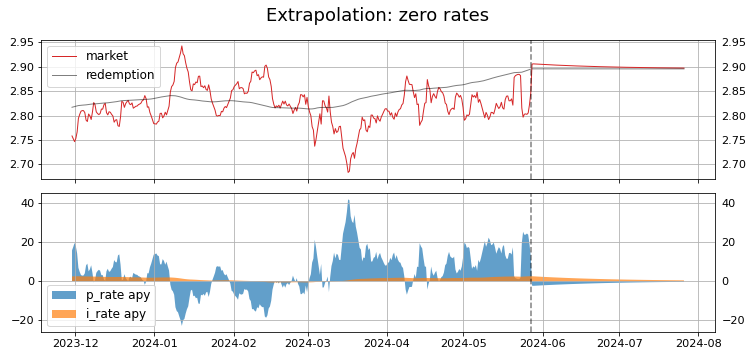 Extrapolation: zero rates
2.95 2.95
market
2.90 2.90
redemption
2.85 2.85
2.80 2.80
2.75 2.75
2.70 2.70
40 40
20 20
0 0
p_rate apy
i_rate apy
−20 −20
2023-12 2024-01 2024-02 2024-03 2024-04 2024-05 2024-06 2024-07 2024-08